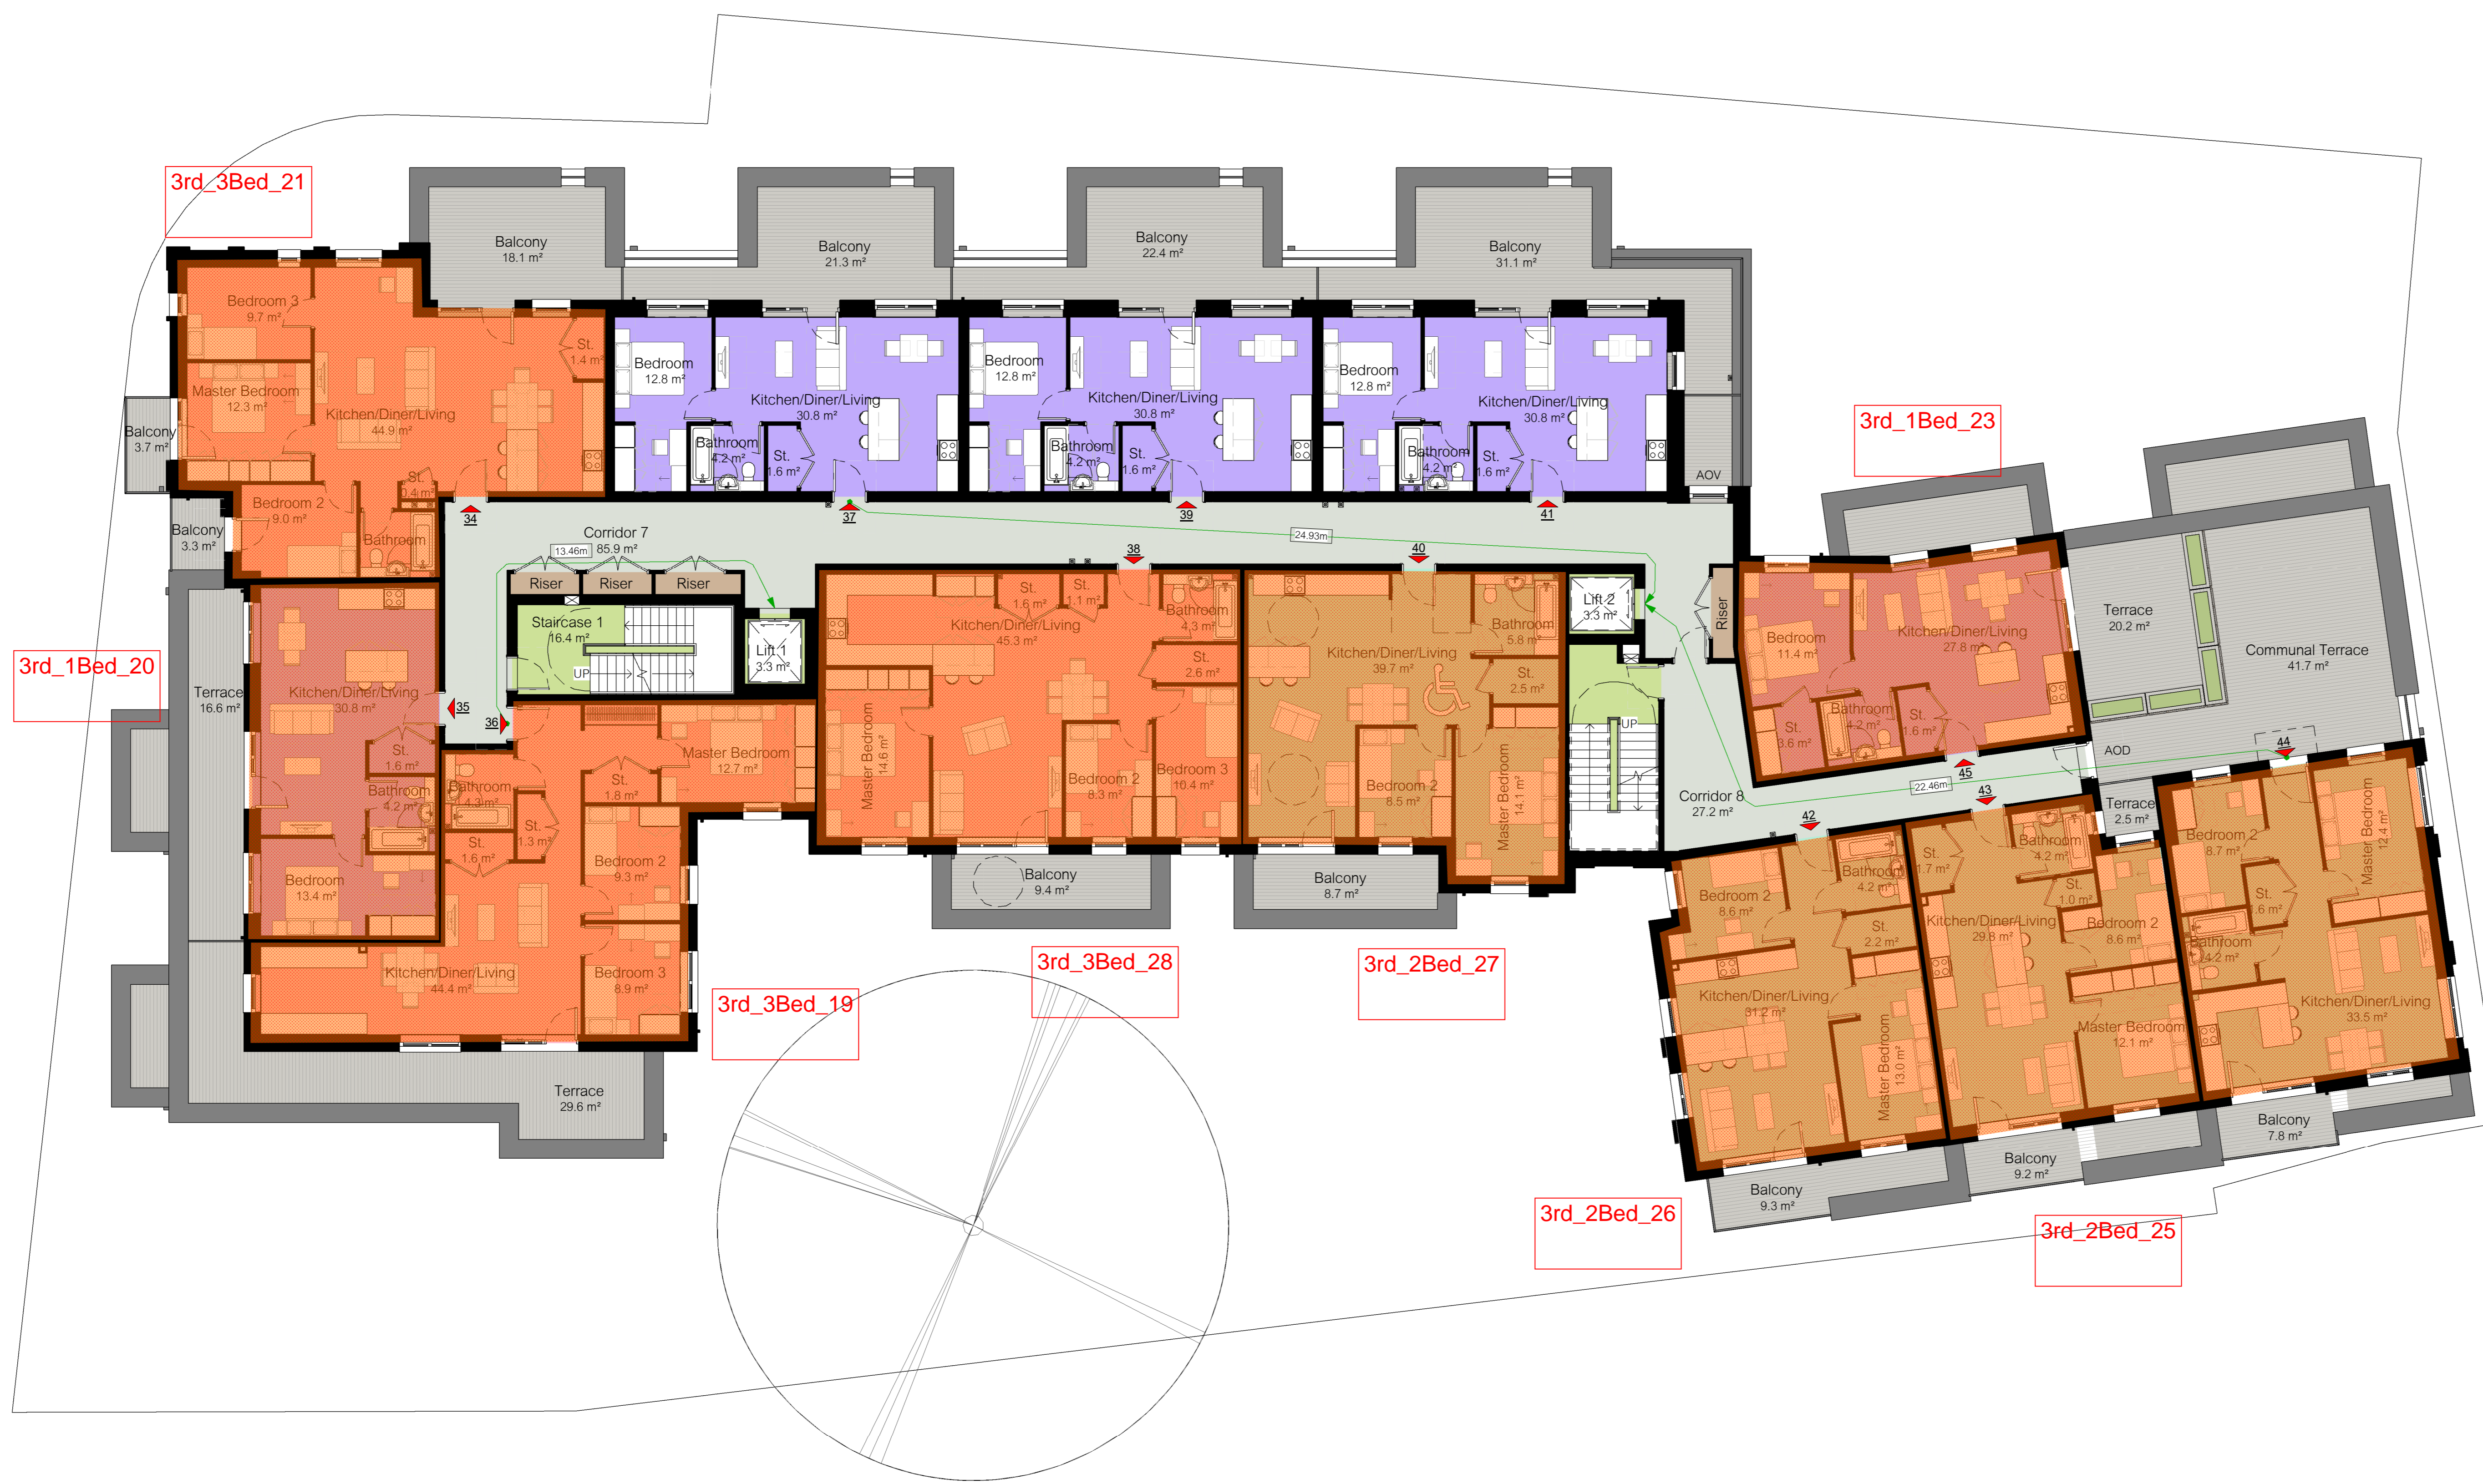 3rd_3Bed_21
Balcony
18.1 m²
Balcony
21.3 m²
Balcony
22.4 m²
Balcony
31.1 m²
Bedroom 3
9.7 m²
Master Bedroom
12.3 m²
Kitchen/Diner/Living
44.9 m²
St.
1.4 m²
St.
0.4 m²
Bedroom 2
9.0 m²
Bathroom
Balcony
3.7 m²
Balcony
3.3 m²
Bedroom
12.8 m²
Kitchen/Diner/Living
30.8 m²
Bathroom
4.2 m²
St.
1.6 m²
Bedroom
12.8 m²
Kitchen/Diner/Living
30.8 m²
Bathroom
4.2 m²
St.
1.6 m²
Bedroom
12.8 m²
Kitchen/Diner/Living
30.8 m²
Bathroom
4.2 m²
St.
1.6 m²
AOV
3rd_1Bed_23
34
37
39
41
Corridor 7
85.9 m²
13.46m
24.93m
38
40
Riser
Riser
Riser
Staircase 1
16.4 m²
UP
Lift 1
3.3 m²
35
36
3rd_1Bed_20
Terrace
16.6 m²
Kitchen/Diner/Living
30.8 m²
St.
1.6 m²
Bathroom
4.2 m²
Bedroom
13.4 m²
Bathroom
4.3 m²
St.
1.8 m²
Master Bedroom
12.7 m²
St.
1.3 m²
St.
1.6 m²
Bedroom 2
9.3 m²
Kitchen/Diner/Living
44.4 m²
Bedroom 3
8.9 m²
3rd_3Bed_19
Terrace
29.6 m²
Kitchen/Diner/Living
45.3 m²
St.
1.6 m²
St.
1.1 m²
Bathroom
4.3 m²
St.
2.6 m²
Master Bedroom
14.6 m²
Bedroom 2
8.3 m²
Bedroom 3
10.4 m²
Balcony
9.4 m²
3rd_3Bed_28
Kitchen/Diner/Living
39.7 m²
Bathroom
5.8 m²
St.
2.5 m²
Bedroom 2
8.5 m²
Master Bedroom
14.1 m²
Balcony
8.7 m²
3rd_2Bed_27
Lift 2
3.3 m²
UP
Riser
Corridor 8
27.2 m²
Bedroom
11.4 m²
Kitchen/Diner/Living
27.8 m²
St.
3.6 m²
Bathroom
4.2 m²
St.
1.6 m²
Terrace
20.2 m²
Communal Terrace
41.7 m²
AOD
44
45
22.46m
43
42
Terrace
2.5 m²
Bedroom 2
8.6 m²
Bathroom
4.2 m²
St.
2.2 m²
Kitchen/Diner/Living
31.2 m²
Master Bedroom
13.0 m²
Balcony
9.3 m²
3rd_2Bed_26
St.
1.7 m²
Bathroom
4.2 m²
St.
1.0 m²
Kitchen/Diner/Living
29.8 m²
Bedroom 2
8.6 m²
Master Bedroom
12.1 m²
Balcony
9.2 m²
3rd_2Bed_25
Bedroom 2
8.7 m²
Master Bedroom
12.4 m²
St.
1.6 m²
Bathroom
4.2 m²
Kitchen/Diner/Living
33.5 m²
Balcony
7.8 m²